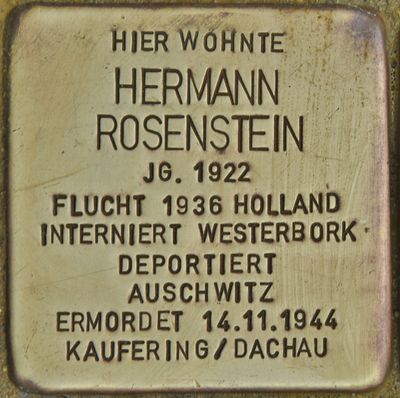 HIER WOHNTE
HERMANN
ROSENSTEIN
JG. 1922
FLUCHT 1936 HOLLAND
INTERNIERT WESTERBORK
DEPORTIERT
AUSCHWITZ
ERMORDET 14.11.1944
KAUFERING/DACHAU